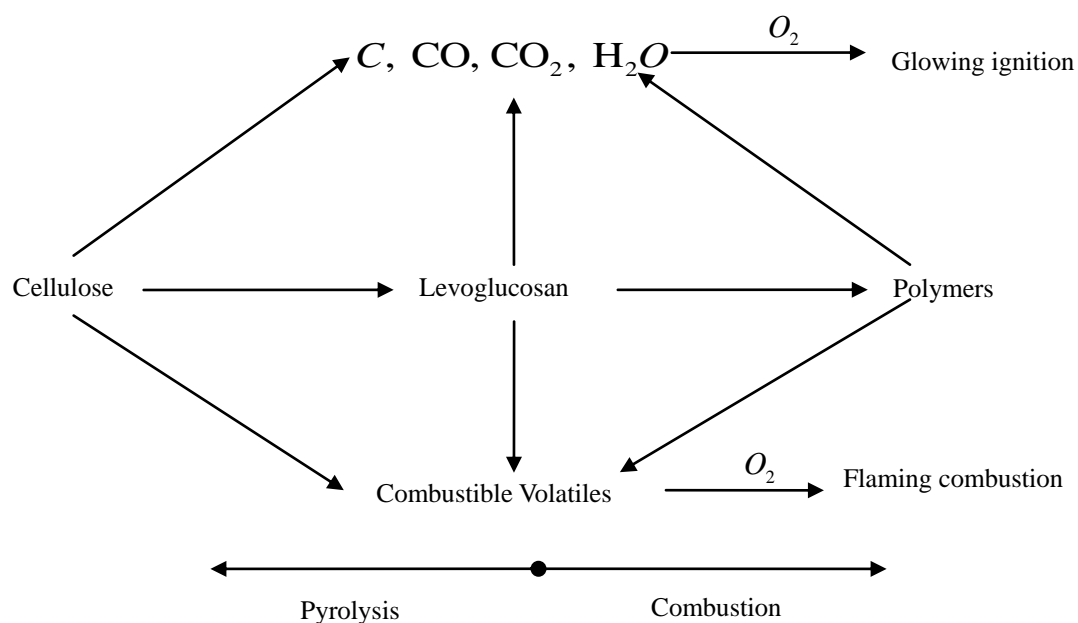 O₂
C, CO, CO₂, H₂O
Glowing ignition
Cellulose
Levoglucosan
Polymers
Combustible Volatiles
O₂
Flaming combustion
Pyrolysis
Combustion